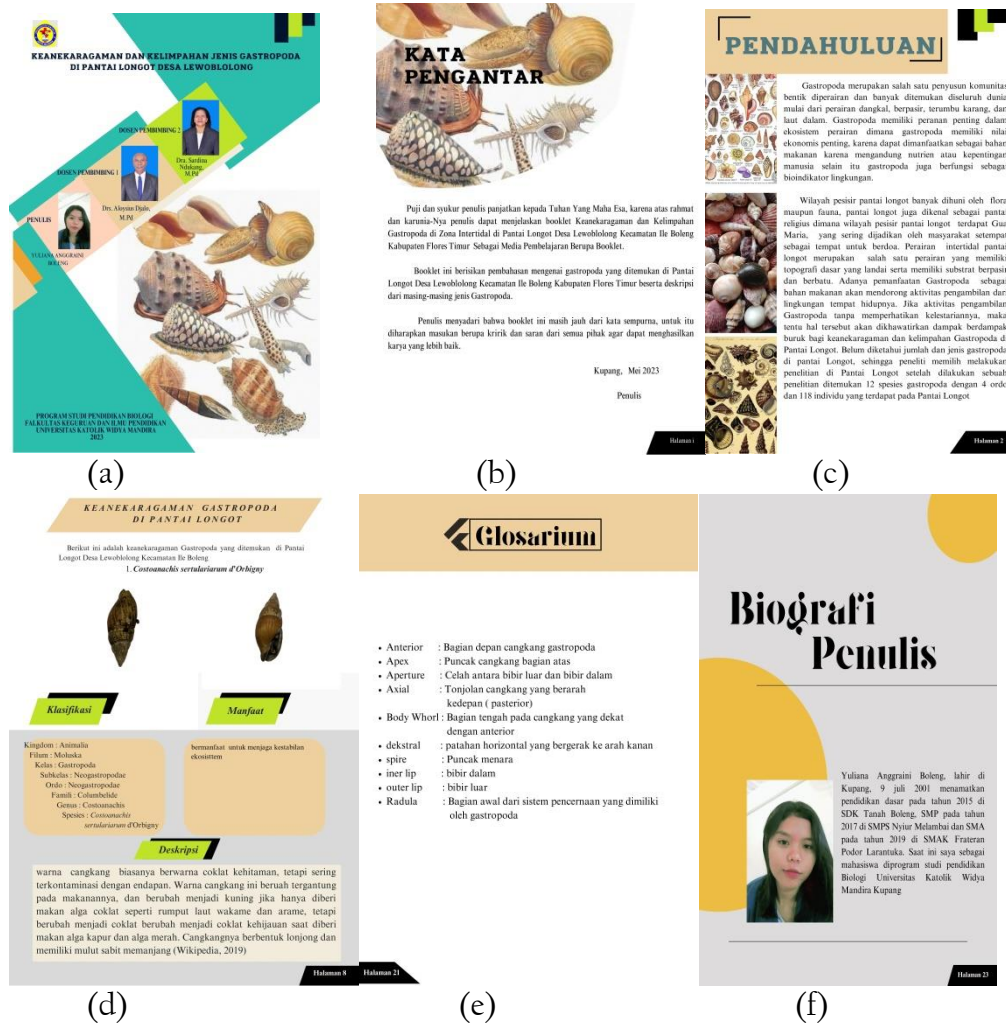 KEANEKARAGAMAN DAN KELIMPAHAN JENIS GASTROPODA
DI PANTAI LONGOT DESA LEWOBLOLONG
DOSEN PEMBIMBING 2
Dra. Sardina
Ndukang,
M.Pd
DOSEN PEMBIMBING 1
Drs. Aloysius Djalo,
M.Pd
PENULIS
YULIANA ANGGRAINI
BOLENG
PROGRAM STUDI PENDIDIKAN BIOLOGI
FALKULTAS KEGURUAN DAN ILMU PENDIDIKAN
UNIVERSITAS KATOLIK WIDYA MANDIRA
2023
(a)
KATA
PENGANTAR
Puji dan syukur penulis panjatkan kepada Tuhan Yang Maha Esa, karena atas rahmat
dan karunia-Nya penulis dapat menjelaskan booklet Keanekaragaman dan Kelimpahan
Gastropoda di Zona Intertidal di Pantai Longot Desa Lewoblolong Kecamatan Ile Boleng
Kabupaten Flores Timur Sebagai Media Pembelajaran Berupa Booklet.
Booklet ini berisikan pembahasan mengenai gastropoda yang ditemukan di Pantai
Longot Desa Lewoblolong Kecamatan Ile Boleng Kabupaten Flores Timur beserta deskripsi
dari masing-masing jenis Gastropoda.
Penulis menyadari bahwa booklet ini masih jauh dari kata sempurna, untuk itu
diharapkan masukan berupa kririk dan saran dari semua pihak agar dapat menghasilkan
karya yang lebih baik.
Kupang, Mei 2023
Penulis
Halaman i
(b)
PENDAHULUAN
Gastropoda merupakan salah satu penyusun komunitas
bentik diperairan dan banyak ditemukan diseluruh dunia
mulai dari perairan dangkal, berpasir, terumbu karang, dan
laut dalam. Gastropoda memiliki peranan penting dalam
ekosistem perairan dimana gastropoda memiliki nilai
ekonomis penting, karena dapat dimanfaatkan sebagai bahan
makanan karena mengandung nutrien atau kepentingan
manusia selain itu gastropoda juga berfungsi sebagai
bioindikator lingkungan.
Wilayah pesisir pantai longot banyak dihuni oleh flora
maupun fauna, pantai longot juga dikenal sebagai pantai
religius dimana wilayah pesisir pantai longot terdapat Gua
Maria, yang sering dijadikan oleh masyarakat setempat
sebagai tempat untuk berdoa. Perairan intertidal pantai
longot merupakan salah satu perairan yang memiliki
topografi dasar yang landai serta memiliki substrat berpasir
dan berbatu. Adanya pemanfaatan Gastropoda sebagai
bahan makanan akan mendorong aktivitas pengambilan dari
lingkungan tempat hidupnya. Jika aktivitas pengambilan
Gastropoda tanpa memperhatikan kelestariannya, maka
tentu hal tersebut akan dikhawatirkan dampak berdampak
buruk bagi keanekaragaman dan kelimpahan Gastropoda di
Pantai Longot. Belum diketahui jumlah dan jenis gastropoda
di pantai Longot, sehingga peneliti memilih melakukan
penelitian di Pantai Longot setelah dilakukan sebuah
penelitian ditemukan 12 spesies gastropoda dengan 4 ordo
dan 118 individu yang terdapat pada Pantai Longot
Halaman 2
(c)
KEANEKARAGAMAN GASTROPODA
DI PANTAI LONGOT
Berikat ini adalah keanekaragaman Gastropoda yang ditemukan di Pantai
Longot Desa Lewoblolong Kecamatan Ile Boleng
1. Costoanachis sertulariarum d'Orbigny
Klasifikasi
Manfaat
Kingdom : Animalia
Filum : Moluska
Kelas : Gastropoda
Subkelas : Neogastropodae
Ordo : Neogastropodae
Famili : Columbelide
Genus : Costoanachis
Spesies : Costoanachis
sertulariarum d'Orbigny
bermanfaat untuk menjaga kestabilan
ekosisttem
Deskripsi
warna cangkang biasanya berwarna coklat kehitaman, tetapi sering
terkontaminasi dengan endapan. Warna cangkang ini beruah tergantung
pada makanannya, dan berubah menjadi kuning jika hanya diberi
makan alga coklat seperti rumput laut wakame dan arame, tetapi
berubah menjadi coklat berubah menjadi coklat kehijauan saat diberi
makan alga kapur dan alga merah. Cangkangnya berbentuk lonjong dan
memiliki mulut sabit memanjang (Wikipedia, 2019)
Halaman 8
(d)
Glosarium
• Anterior : Bagian depan cangkang gastropoda
• Apex : Puncak cangkang bagian atas
• Aperture : Celah antara bibir luar dan bibir dalam
• Axial : Tonjolan cangkang yang berarah
kedepan ( pasterior)
• Body Whorl : Bagian tengah pada cangkang yang dekat
dengan anterior
• dekstral : patahan horizontal yang bergerak ke arah kanan
• spire : Puncak menara
• iner lip : bibir dalam
• outer lip : bibir luar
• Radula : Bagian awal dari sistem pencernaan yang dimiliki
oleh gastropoda
Halaman 21
(e)
Biografi
Penulis
Yuliana Anggraini Boleng, lahir di
Kupang, 9 juli 2001 menamatkan
pendidikan dasar pada tahun 2015 di
SDK Tanah Boleng, SMP pada tahun
2017 di SMPS Nyiur Melambai dan SMA
pada tahun 2019 di SMAK Frateran
Podor Larantuka. Saat ini saya sebagai
mahasiswa diprogram studi pendidikan
Biologi Universitas Katolik Widya
Mandira Kupang
Halaman 23
(f)